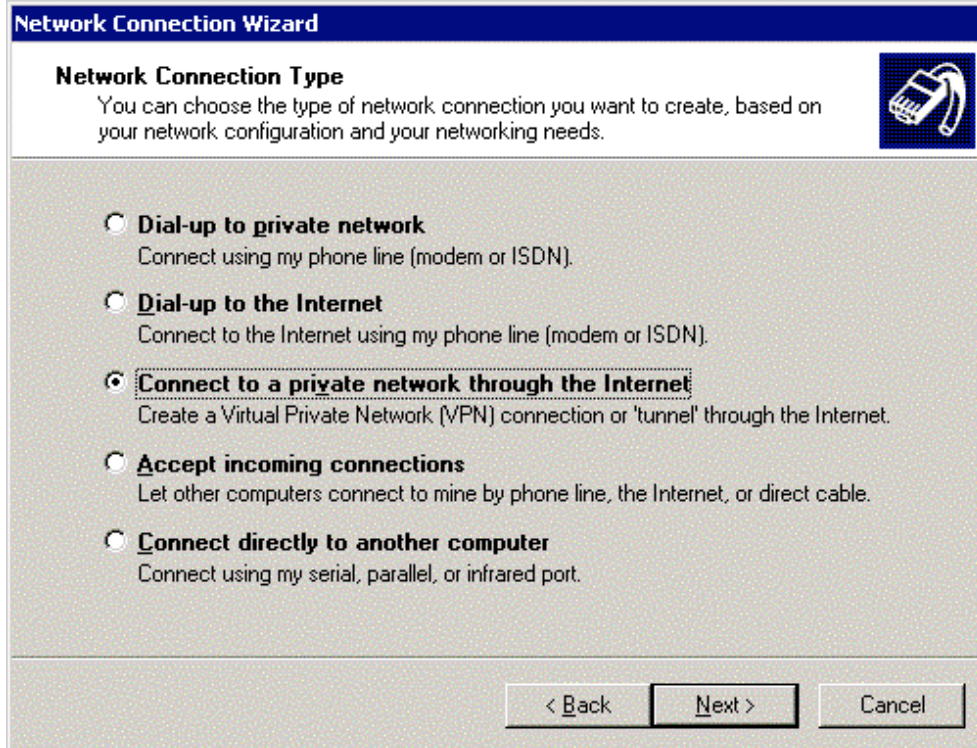 Network Connection Wizard
Network Connection Type
You can choose the type of network connection you want to create, based on
your network configuration and your networking needs.
Dial-up to private network
Connect using my phone line (modem or ISDN).
Dial-up to the Internet
Connect to the Internet using my phone line (modem or ISDN).
Connect to a private network through the Internet
Create a Virtual Private Network (VPN) connection or 'tunnel' through the Internet.
Accept incoming connections
Let other computers connect to mine by phone line, the Internet, or direct cable.
Connect directly to another computer
Connect using my serial, parallel, or infrared port.
< Back Next > Cancel